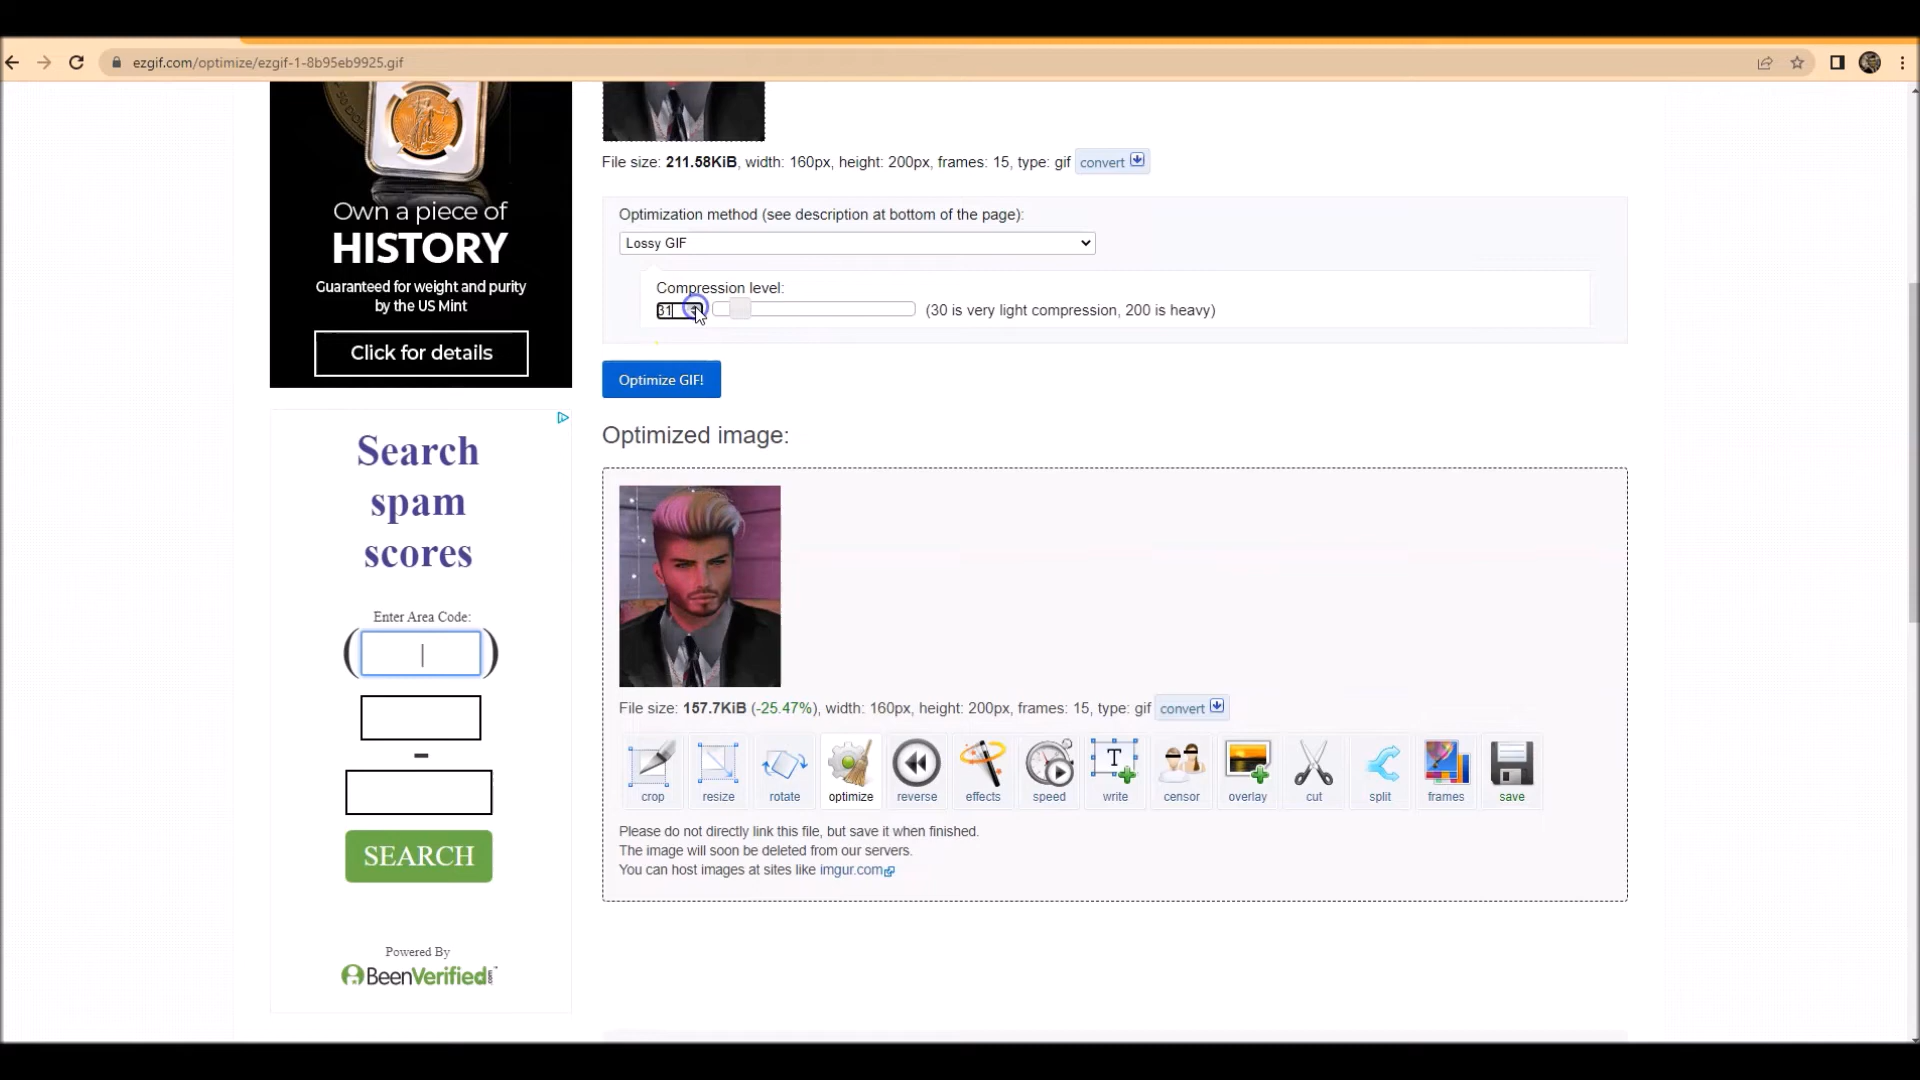 ezgif.com/optimize/ezgif-1-8b95eb9925.gif
Own a piece of
HISTORY
Guaranteed for weight and purity
by the US Mint
Click for details
Search
spam
scores
Enter Area Code:
( )
-
SEARCH
Powered By
BeenVerified
File size: 211.58KiB, width: 160px, height: 200px, frames: 15, type: gif convert
Optimization method (see description at bottom of the page):
Lossy GIF
Compression level:
31 (30 is very light compression, 200 is heavy)
Optimize GIF!
Optimized image:
File size: 157.7KiB (-25.47%), width: 160px, height: 200px, frames: 15, type: gif convert
T
crop resize rotate optimize reverse effects speed write censor overlay cut split frames save
Please do not directly link this file, but save it when finished.
The image will soon be deleted from our servers.
You can host images at sites like imgur.com